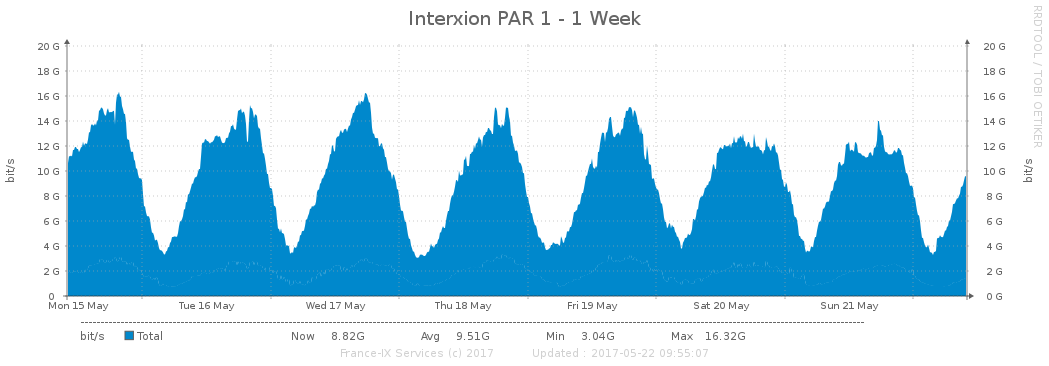 Interxion PAR 1 - 1 Week
RRDTOOL / TOBI OETIKER
bit/s
bit/s
20 G 20 G
18 G 18 G
16 G 16 G
14 G 14 G
12 G 12 G
10 G 10 G
8 G 8 G
6 G 6 G
4 G 4 G
2 G 2 G
0 0 G
Mon 15 May Tue 16 May Wed 17 May Thu 18 May Fri 19 May Sat 20 May Sun 21 May
bit/s Total Now 8.82G Avg 9.51G Min 3.04G Max 16.32G
France-IX Services (c) 2017 Updated : 2017-05-22 09:55:07